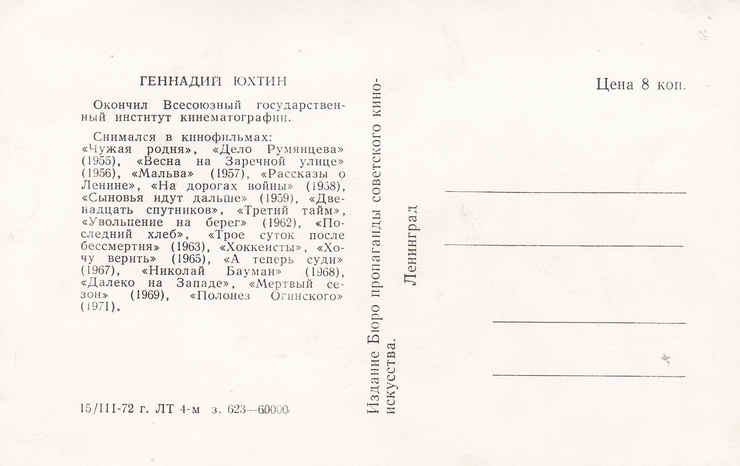 ГЕННАДИЙ ЮХТИН
Окончил Всесоюзный государствен-
ный институт кинематографии.
Снимался в кинофильмах:
«Чужая родня», «Дело Румянцева»
(1955), «Весна на Заречной улице»
(1956), «Мальва» (1957), «Рассказы о
Ленине», «На дорогах войны» (1958),
«Сыновья идут дальше» (1959), «Две-
надцать спутников», «Третий тайм»,
«Увольнение на берег» (1962), «По-
следний хлеб», «Трое суток после
бессмертия» (1963), «Хоккеисты», «Хо-
чу верить» (1965), «А теперь суди»
(1967), «Николай Бауман» (1968),
«Далеко на Западе», «Мертвый се-
зон» (1969), «Полонез Огинского»
(1971).
15/III-72 г. ЛТ 4-м з. 623—60000
Издание Бюро пропаганды советского кино-
искусства.
Ленинград
Цена 8 коп.